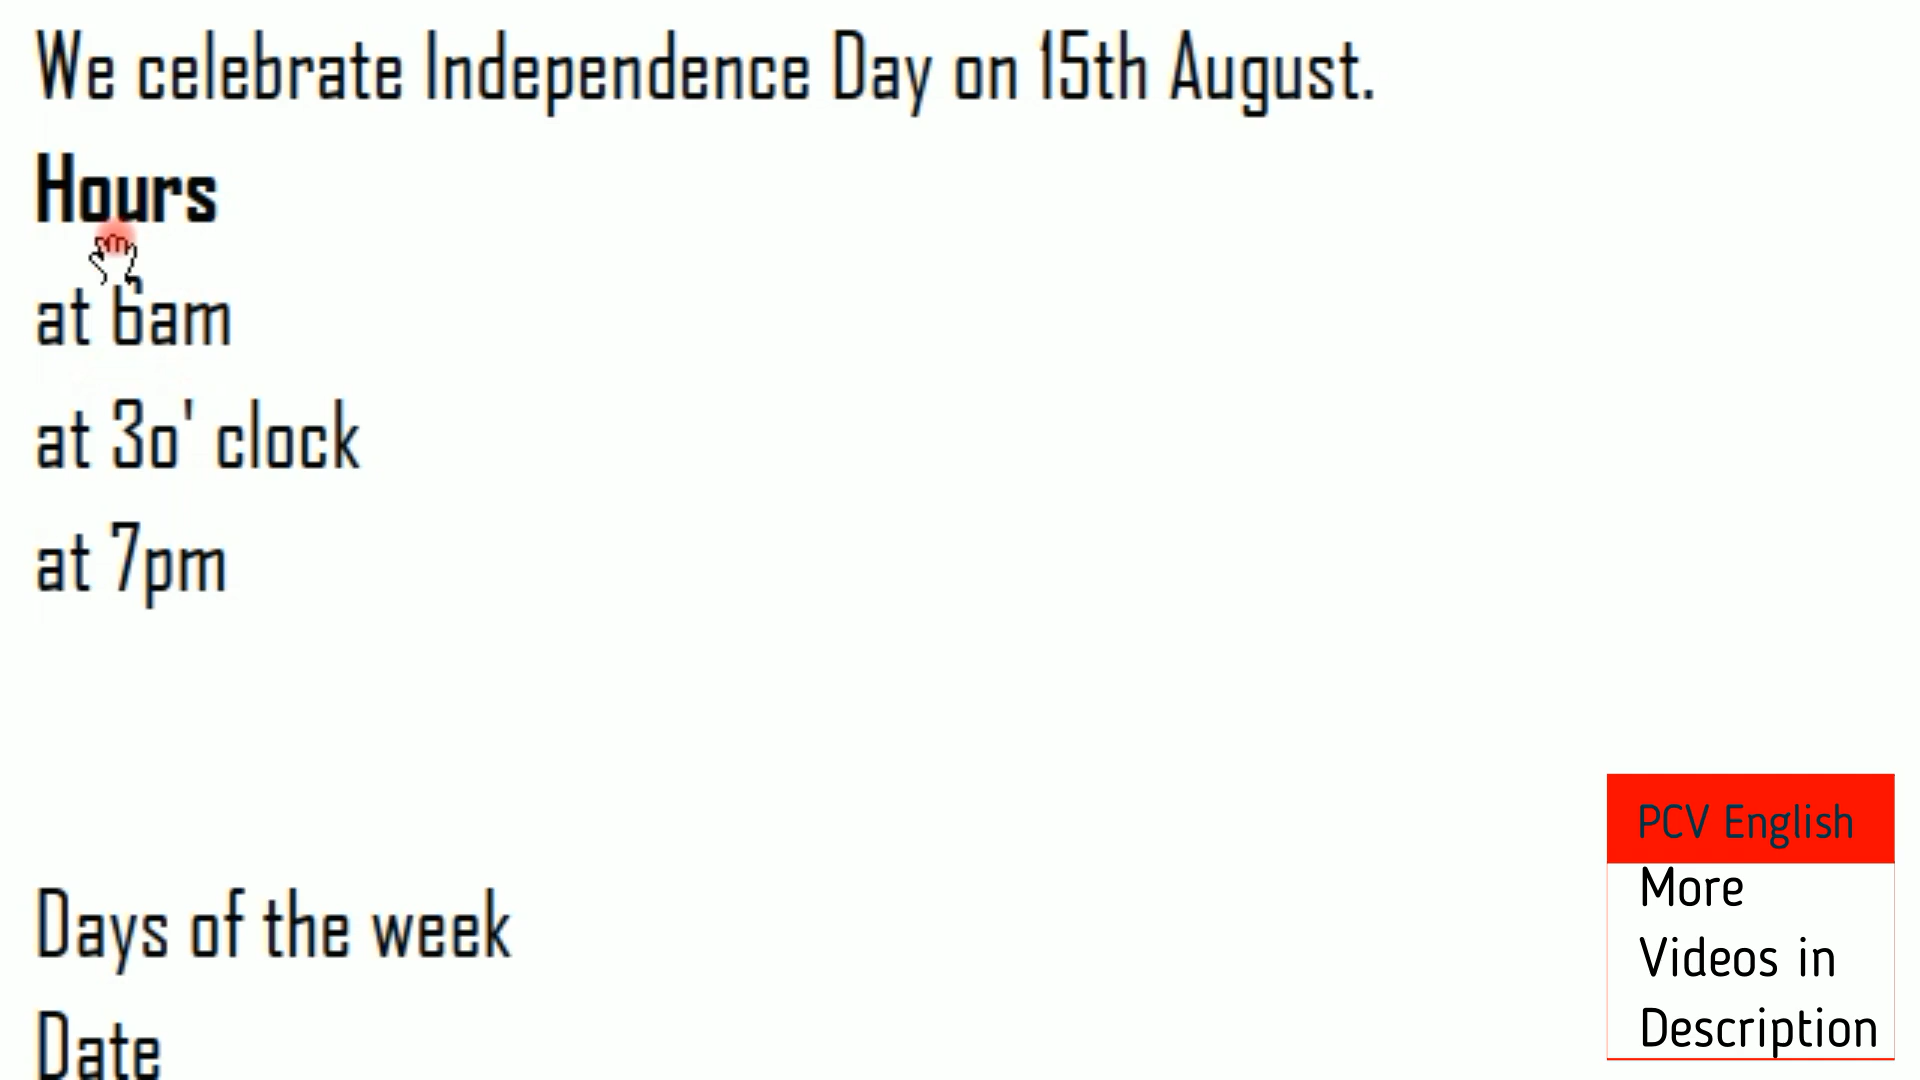 We celebrate Independence Day on 15th August.
Hours
at 6am
at 3o' clock
at 7pm
Days of the week
Date
PCV English
More
Videos in
Description